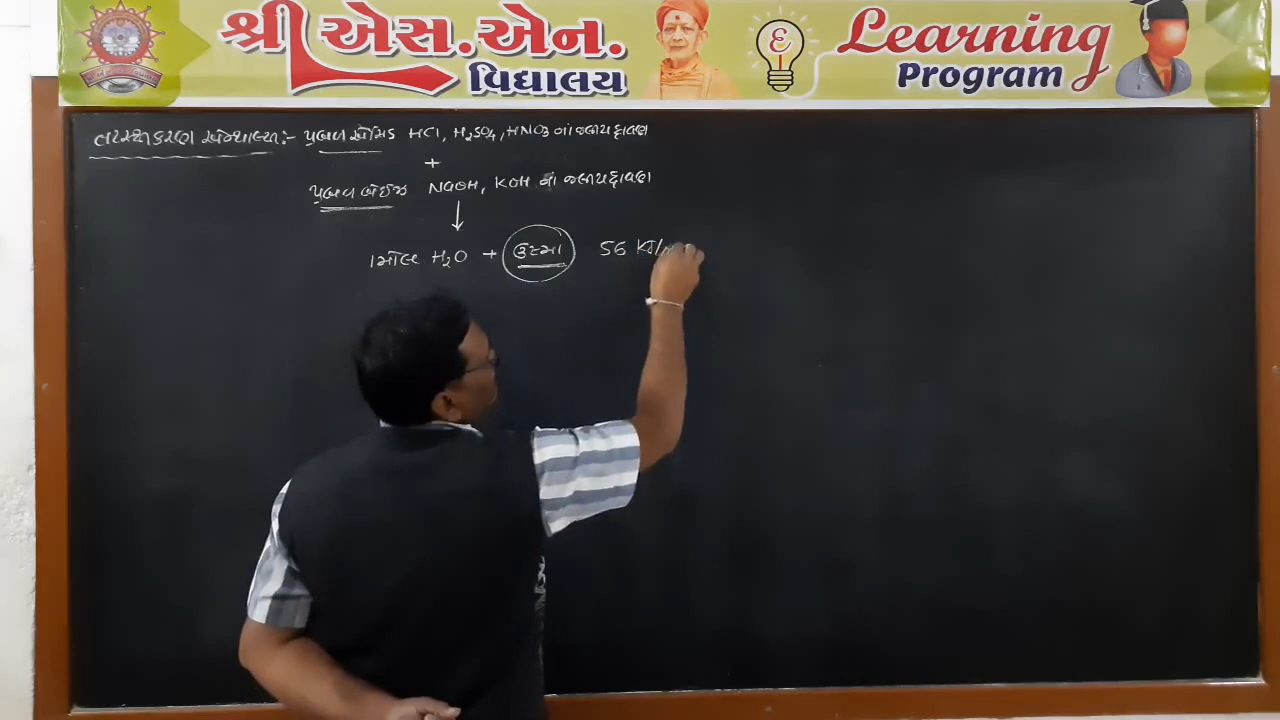 શ્રી એસ.એન.
વિદ્યાલય
Learning
Program
તટસ્થીકરણ એન્થાલ્પી:- પ્રબળ એસિડ HCl, H₂SO₄, HNO₃ નાં જલીય દ્રાવણ
+
પ્રબળ બેઈજ NaOH, KOH નાં જલીય દ્રાવણ
↓
1 મોલ H₂O + ઉષ્મા 56 KJ/